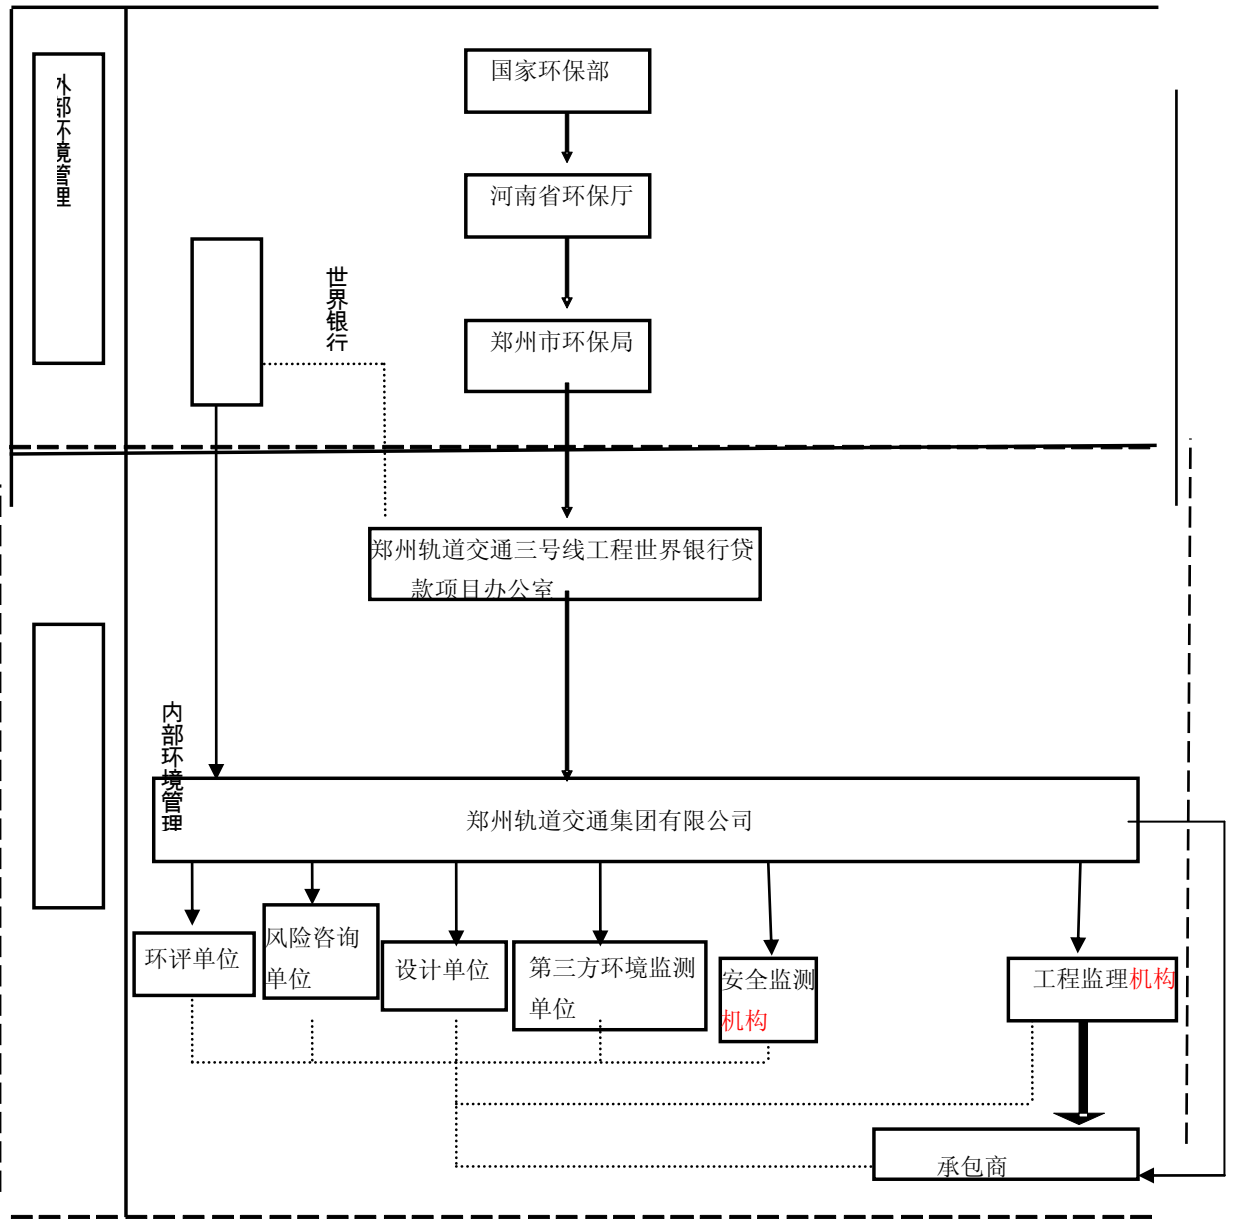 外部环境管理
国家环保部
河南省环保厅
世界银行
郑州市环保局
郑州轨道交通三号线工程世界银行贷
款项目办公室
内部环境管理
郑州轨道交通集团有限公司
环评单位
风险咨询
单位
设计单位
第三方环境监测
单位
安全监测
机构
工程监理机构
承包商